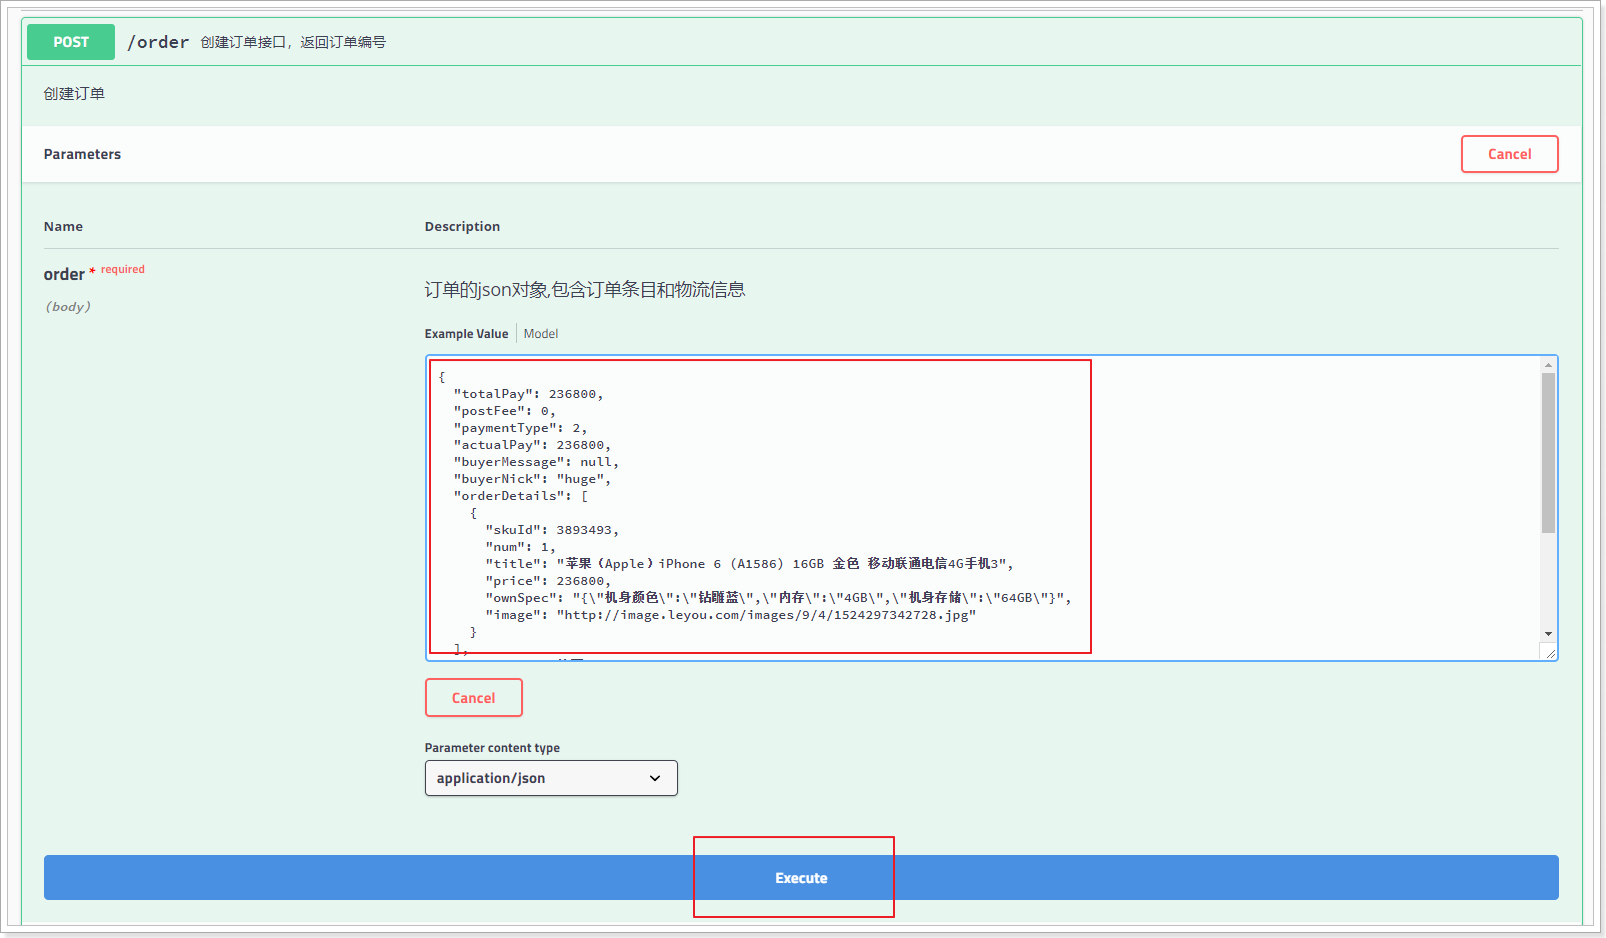 POST /order 创建订单接口，返回订单编号
创建订单
Parameters Cancel
Name Description
order * required
(body)
订单的json对象,包含订单条目和物流信息
Example Value Model
{
"totalPay": 236800,
"postFee": 0,
"paymentType": 2,
"actualPay": 236800,
"buyerMessage": null,
"buyerNick": "huge",
"orderDetails": [
{
"skuId": 3893493,
"num": 1,
"title": "苹果（Apple）iPhone 6 (A1586) 16GB 金色 移动联通电信4G手机3",
"price": 236800,
"ownSpec": "{\"机身颜色\":\"钻雕蓝\",\"内存\":\"4GB\",\"机身存储\":\"64GB\"}",
"image": "http://image.leyou.com/images/9/4/1524297342728.jpg"
}
],
Cancel
Parameter content type
application/json
Execute